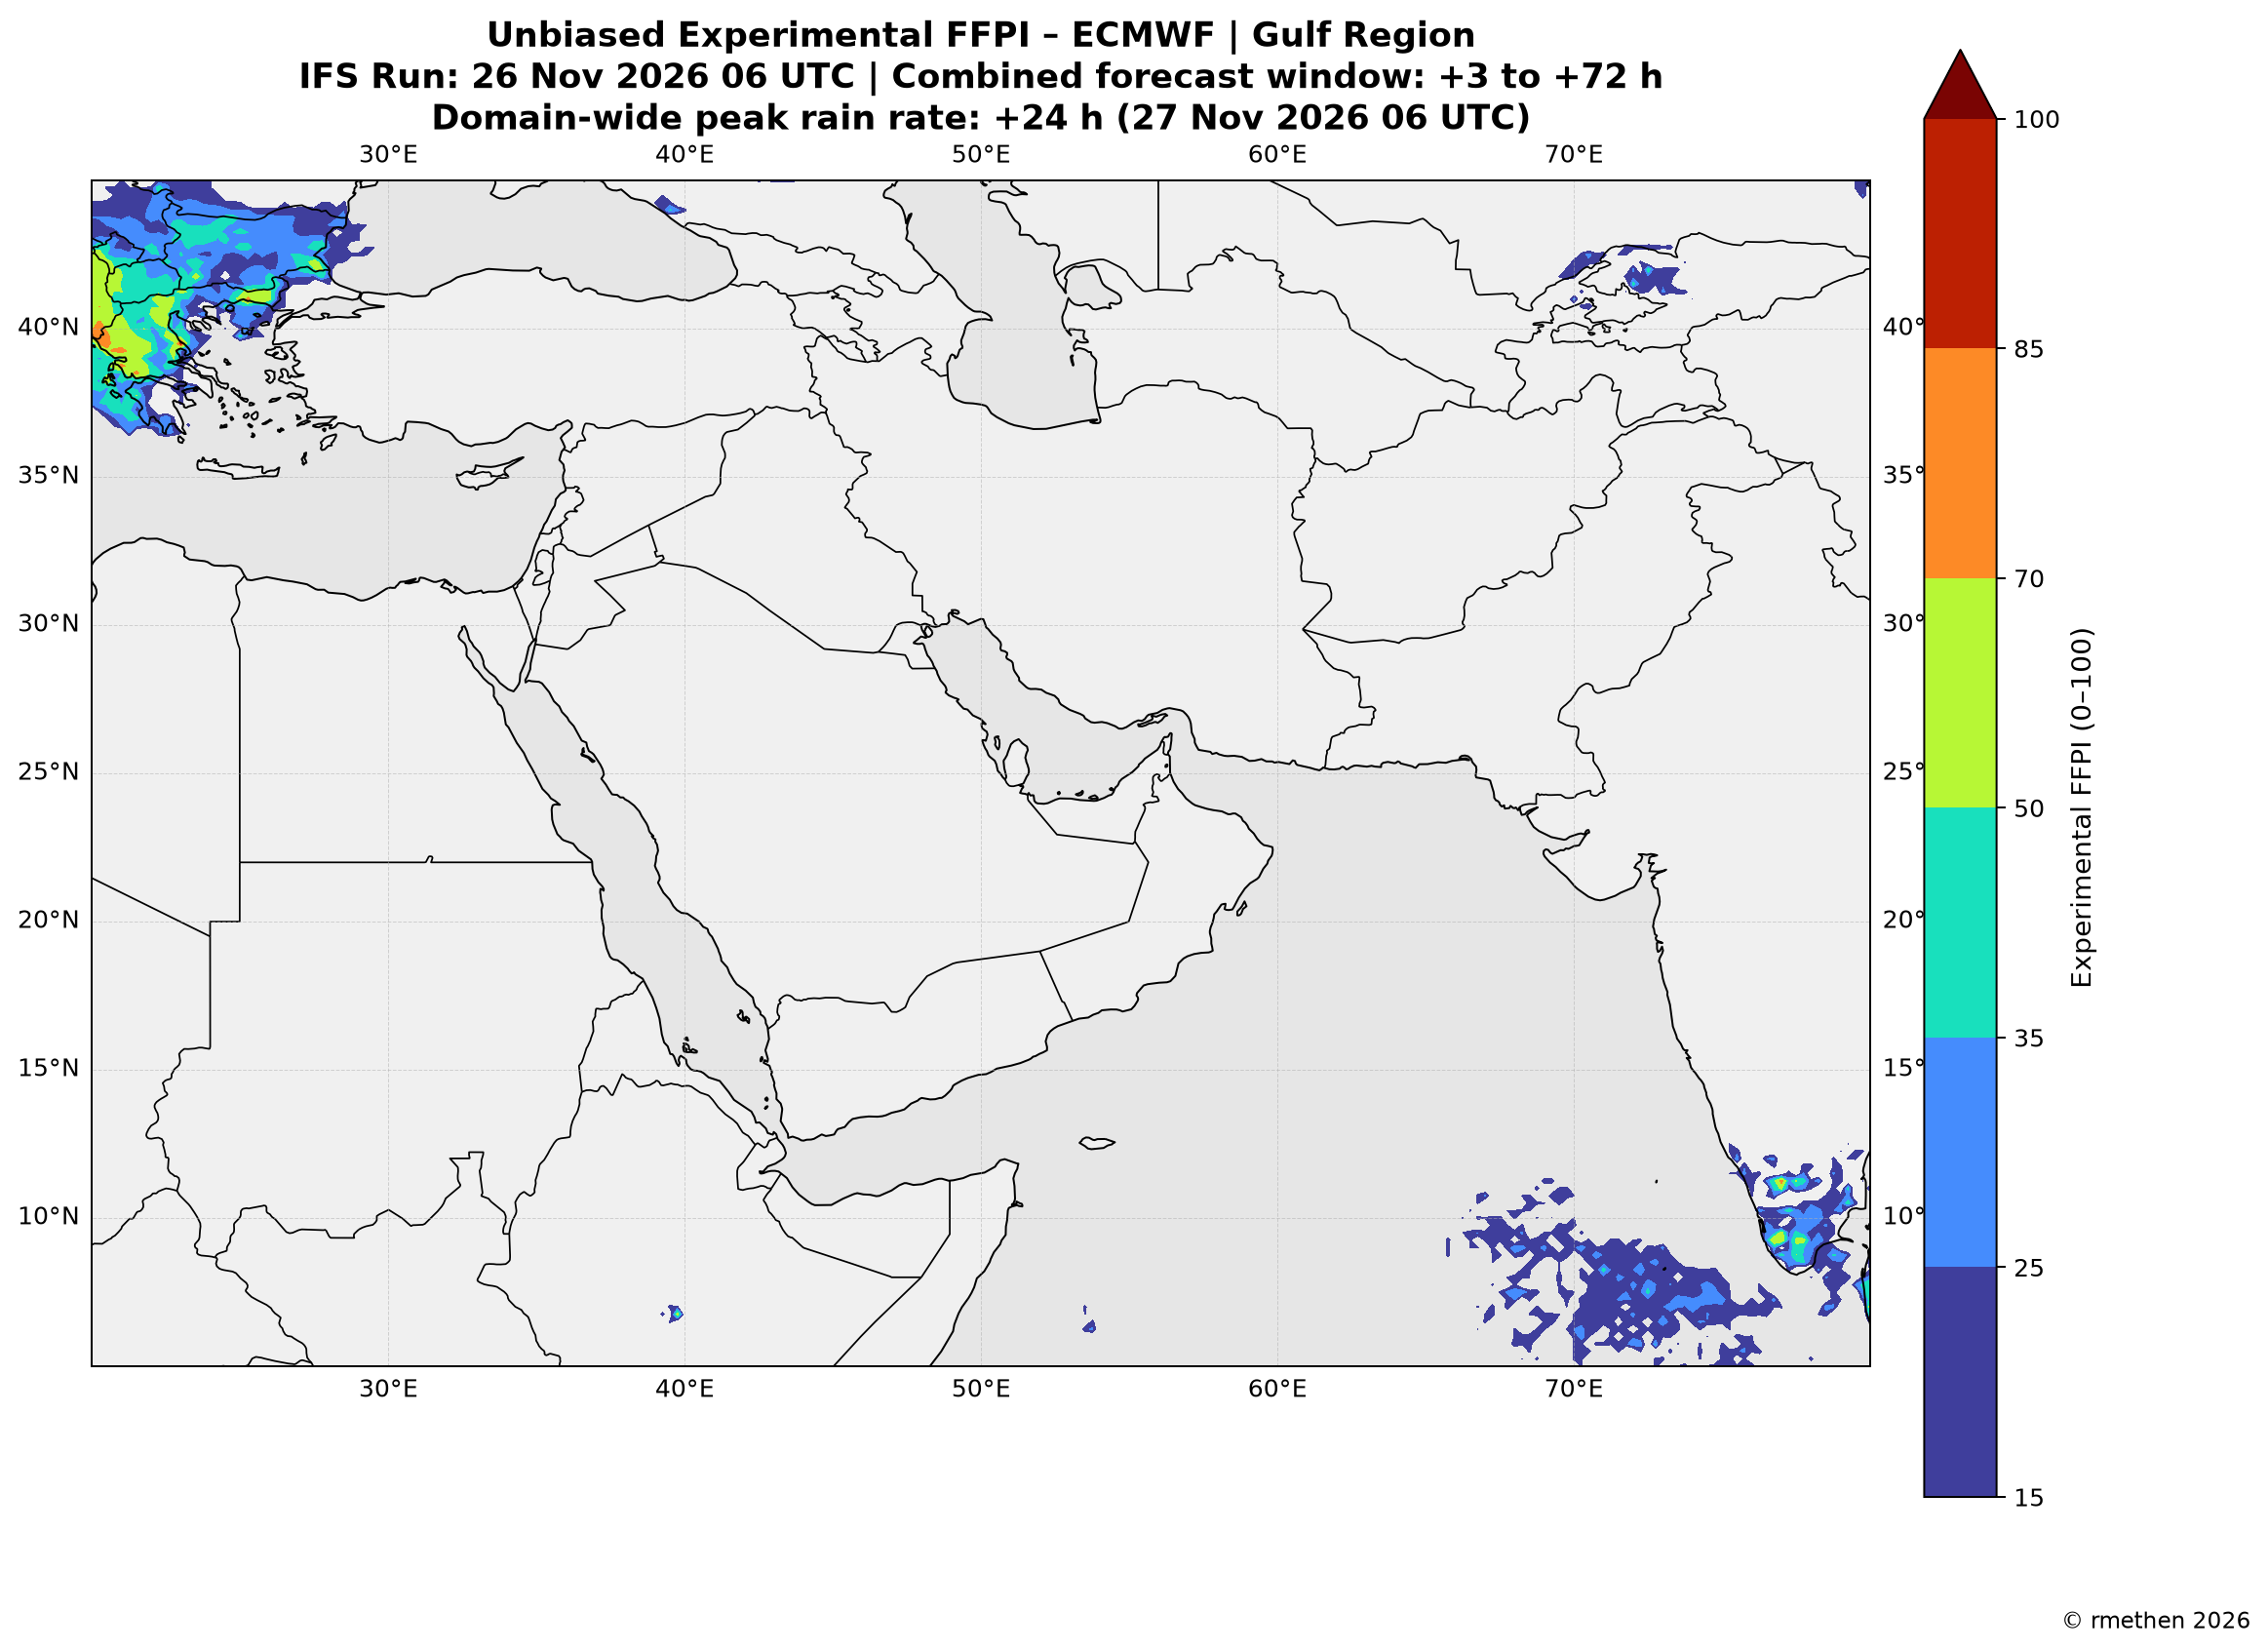 Unbiased Experimental FFPI – ECMWF | Gulf Region
IFS Run: 26 Nov 2026 06 UTC | Combined forecast window: +3 to +72 h
Domain-wide peak rain rate: +24 h (27 Nov 2026 06 UTC)
30°E 40°E 50°E 60°E 70°E
40°N 40°
35°N 35°
30°N 30°
25°N 25°
20°N 20°
15°N 15°
10°N 10°
30°E 40°E 50°E 60°E 70°E
100
85
70
50
35
25
15
Experimental FFPI (0–100)
© rmethen 2026